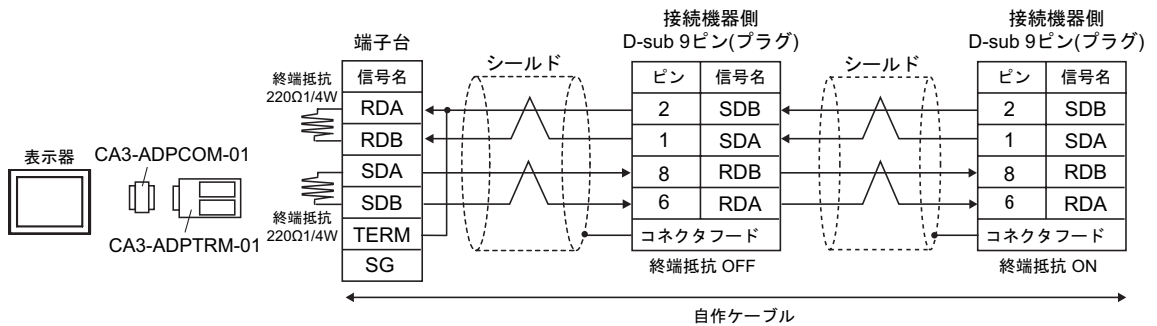 表示器
CA3-ADPCOM-01
CA3-ADPTRM-01
終端抵抗
220Ω1/4W
終端抵抗
220Ω1/4W
端子台
信号名
RDA
RDB
SDA
SDB
TERM
SG
シールド
接続機器側
D-sub 9ピン(プラグ)
ピン 信号名
2 SDB
1 SDA
8 RDB
6 RDA
コネクタフード
終端抵抗 OFF
シールド
接続機器側
D-sub 9ピン(プラグ)
ピン 信号名
2 SDB
1 SDA
8 RDB
6 RDA
コネクタフード
終端抵抗 ON
自作ケーブル